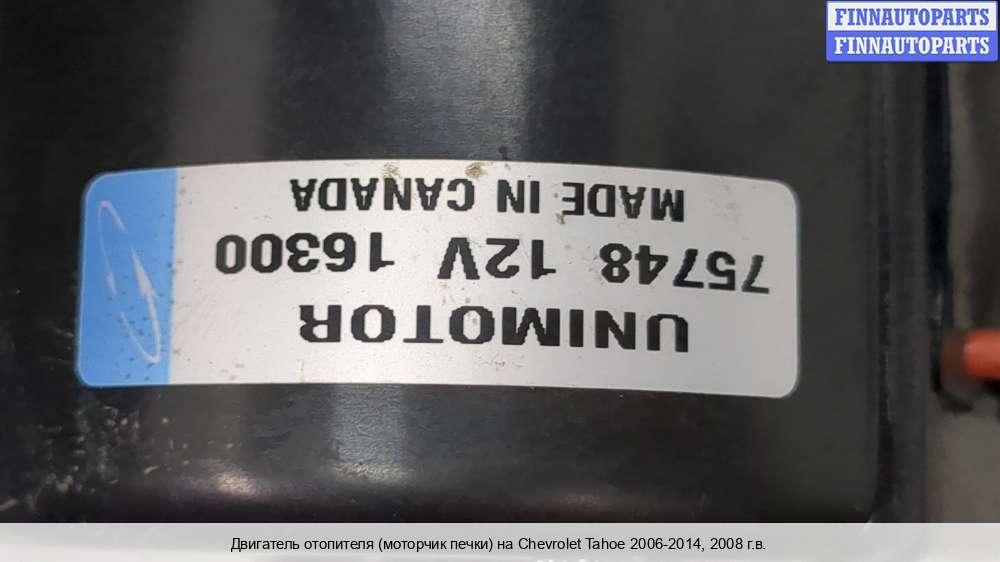 FINNAUTOPARTS
FINNAUTOPARTS
UNIMOTOR
75748 12V 16300
MADE IN CANADA
Двигатель отопителя (моторчик печки) на Chevrolet Tahoe 2006-2014, 2008 г.в.